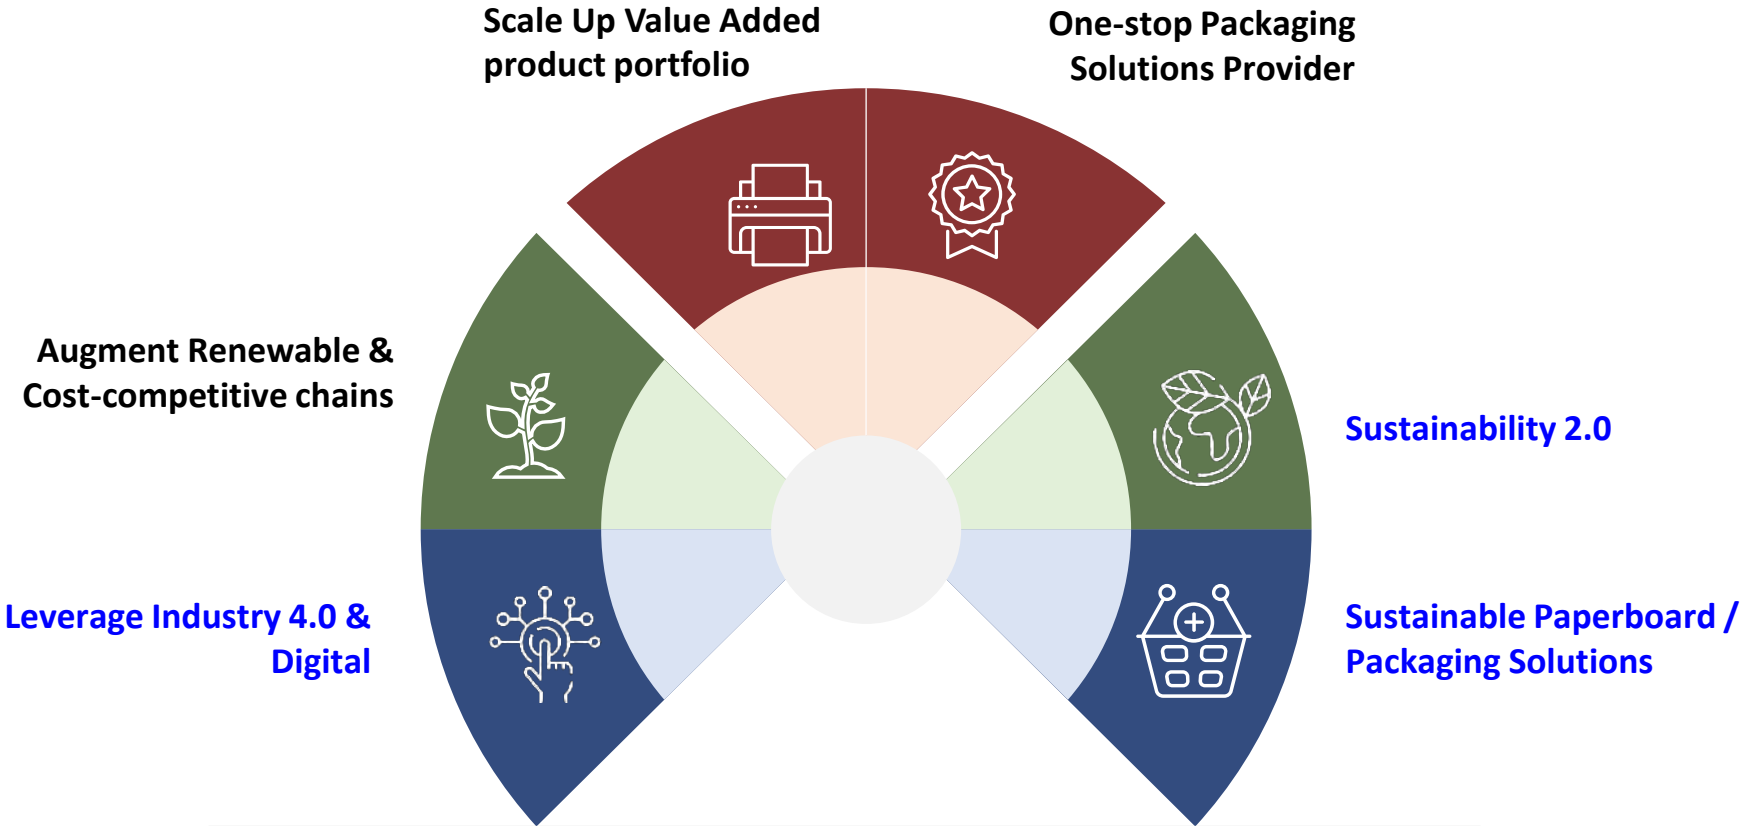 Scale Up Value Added
product portfolio
One-stop Packaging
Solutions Provider
Augment Renewable &
Cost-competitive chains
Sustainability 2.0
Leverage Industry 4.0 &
Digital
Sustainable Paperboard /
Packaging Solutions